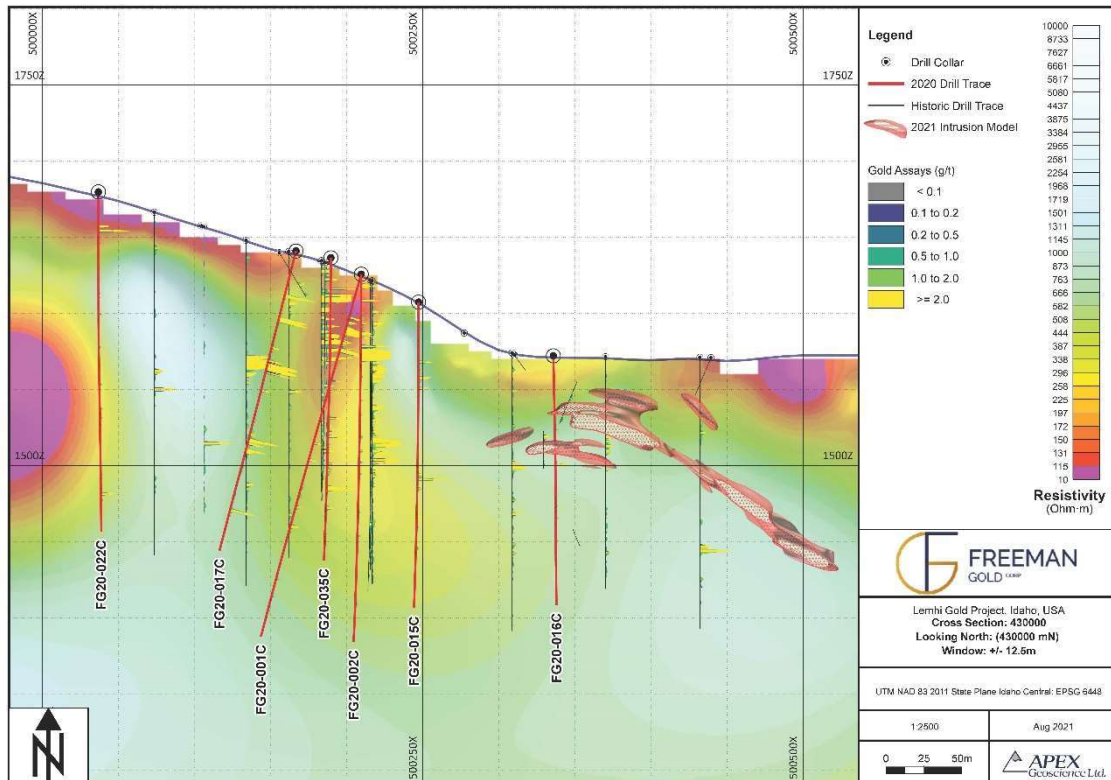 500000X
500250X
500500X
1750Z
1750Z
1500Z
1500Z
500250X
500500X
FG20-022C
FG20-017C
FG20-001C
FG20-035C
FG20-002C
FG20-015C
FG20-016C
N
Legend
Drill Collar
2020 Drill Trace
Historic Drill Trace
2021 Intrusion Model
Gold Assays (g/t)
< 0.1
0.1 to 0.2
0.2 to 0.5
0.5 to 1.0
1.0 to 2.0
>= 2.0
10000
8733
7627
6661
5817
5080
4437
3875
3384
2955
2581
2254
1968
1719
1501
1311
1145
1000
873
763
666
582
508
444
387
338
296
258
225
197
172
150
131
115
10
Resistivity
(Ohm-m)
GF
FREEMAN
GOLD CORP
Lemhi Gold Project, Idaho, USA
Cross Section: 430000
Looking North: (430000 mN)
Window: +/- 12.5m
UTM NAD 83 2011 State Plane Idaho Central: EPSG 6448
1:2500
Aug 2021
0 25 50m
APEX
Geoscience Ltd.